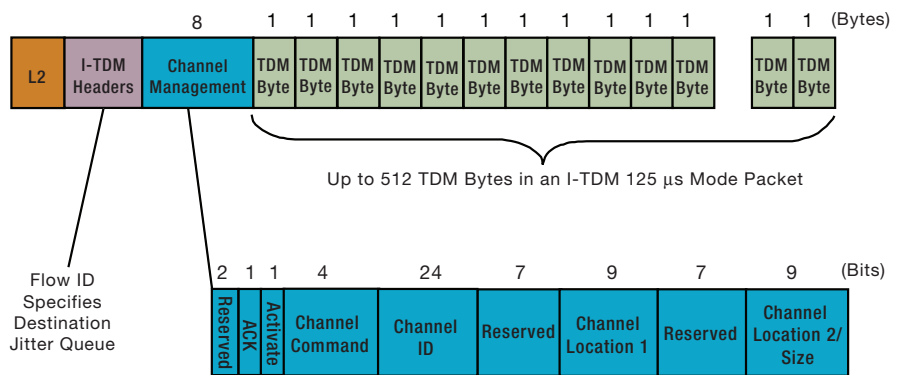 8 1 1 1 1 1 1 1 1 1 1 1 1 1 (Bytes)
L2
I-TDM
Headers
Channel
Management
TDM
Byte
TDM
Byte
TDM
Byte
TDM
Byte
TDM
Byte
TDM
Byte
TDM
Byte
TDM
Byte
TDM
Byte
TDM
Byte
TDM
Byte
TDM
Byte
TDM
Byte
Up to 512 TDM Bytes in an I-TDM 125 μs Mode Packet
Flow ID
Specifies
Destination
Jitter Queue
2 1 1 4 24 7 9 7 9 (Bits)
Reserved
ACK
Activate
Channel
Command
Channel
ID
Reserved
Channel
Location 1
Reserved
Channel
Location 2/
Size